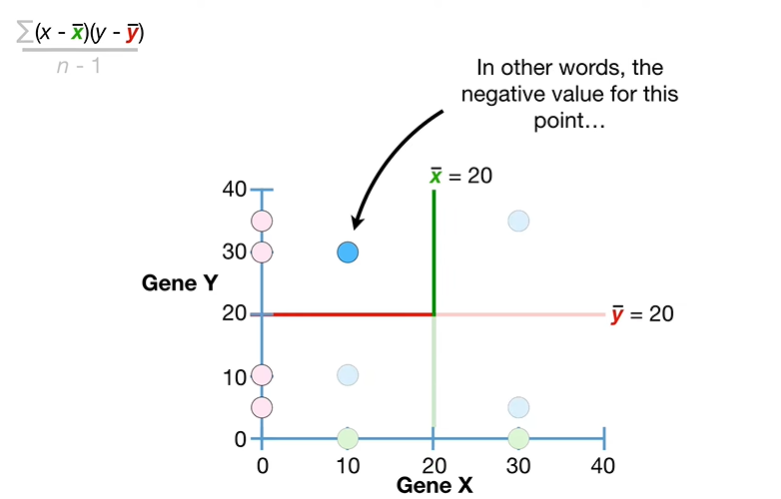 ∑(x - x̅)(y - y̅)
n - 1
In other words, the
negative value for this
point…
x̅ = 20
40
30
Gene Y
20
y̅ = 20
10
0
0 10 20 30 40
Gene X